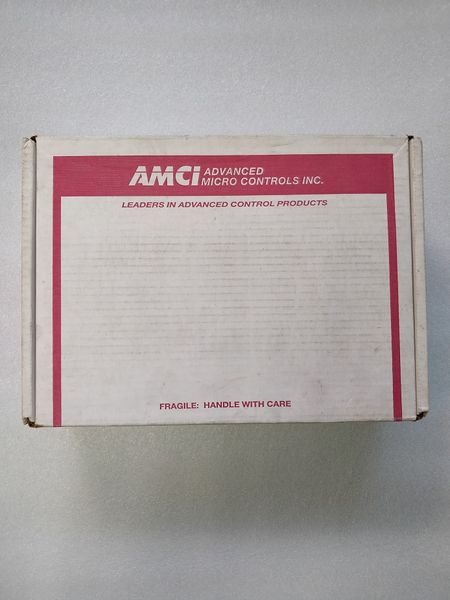 AMCI ADVANCED
MICRO CONTROLS INC.
LEADERS IN ADVANCED CONTROL PRODUCTS
FRAGILE: HANDLE WITH CARE